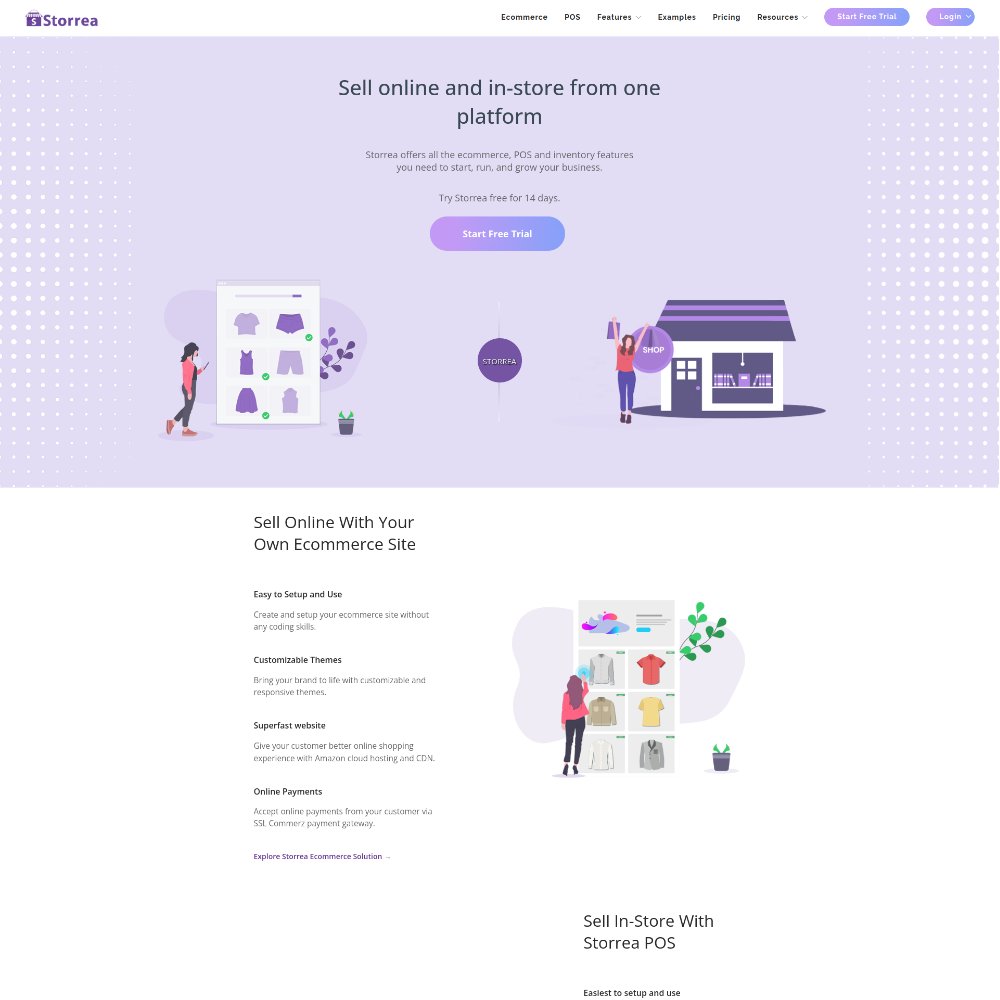 Storrea
Ecommerce
POS
Features
Examples
Pricing
Resources
Start Free Trial
Login
Sell online and in-store from one
platform
Storrea offers all the ecommerce, POS and inventory features
you need to start, run, and grow your business.
Try Storrea free for 14 days.
Start Free Trial
STORREA
SHOP
Sell Online With Your
Own Ecommerce Site
Easy to Setup and Use
Create and setup your ecommerce site without
any coding skills.
Customizable Themes
Bring your brand to life with customizable and
responsive themes.
Superfast website
Give your customer better online shopping
experience with Amazon cloud hosting and CDN.
Online Payments
Accept online payments from your customer via
SSL Commerz payment gateway.
Explore Storrea Ecommerce Solution →
Sell In-Store With
Storrea POS
Easiest to setup and use